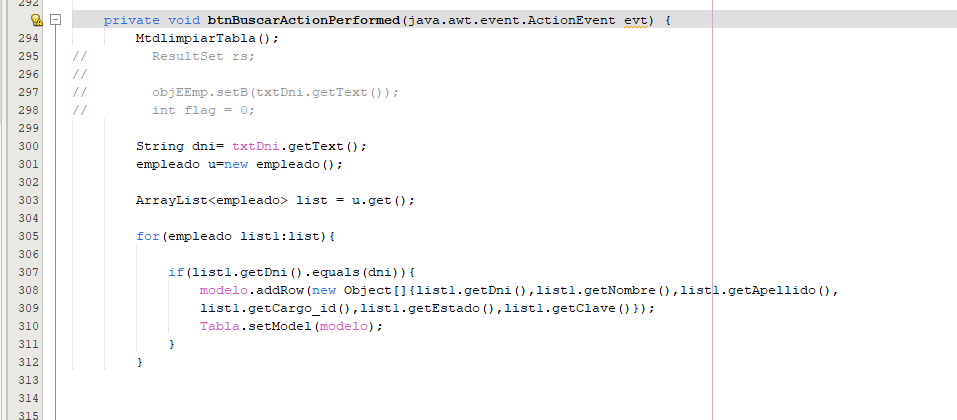 292
private void btnBuscarActionPerformed(java.awt.event.ActionEvent evt) {
294 MtdlimpiarTabla();
295 // ResultSet rs;
296 //
297 // objEEmp.setB(txtDni.getText());
298 // int flag = 0;
299
300 String dni= txtDni.getText();
301 empleado u=new empleado();
302
303 ArrayList<empleado> list = u.get();
304
305 for(empleado list1:list){
306
307 if(list1.getDni().equals(dni)){
308 modelo.addRow(new Object[]{list1.getDni(),list1.getNombre(),list1.getApellido(),
309 list1.getCargo_id(),list1.getEstado(),list1.getClave()});
310 Tabla.setModel(modelo);
311 }
312 }
313
314
315